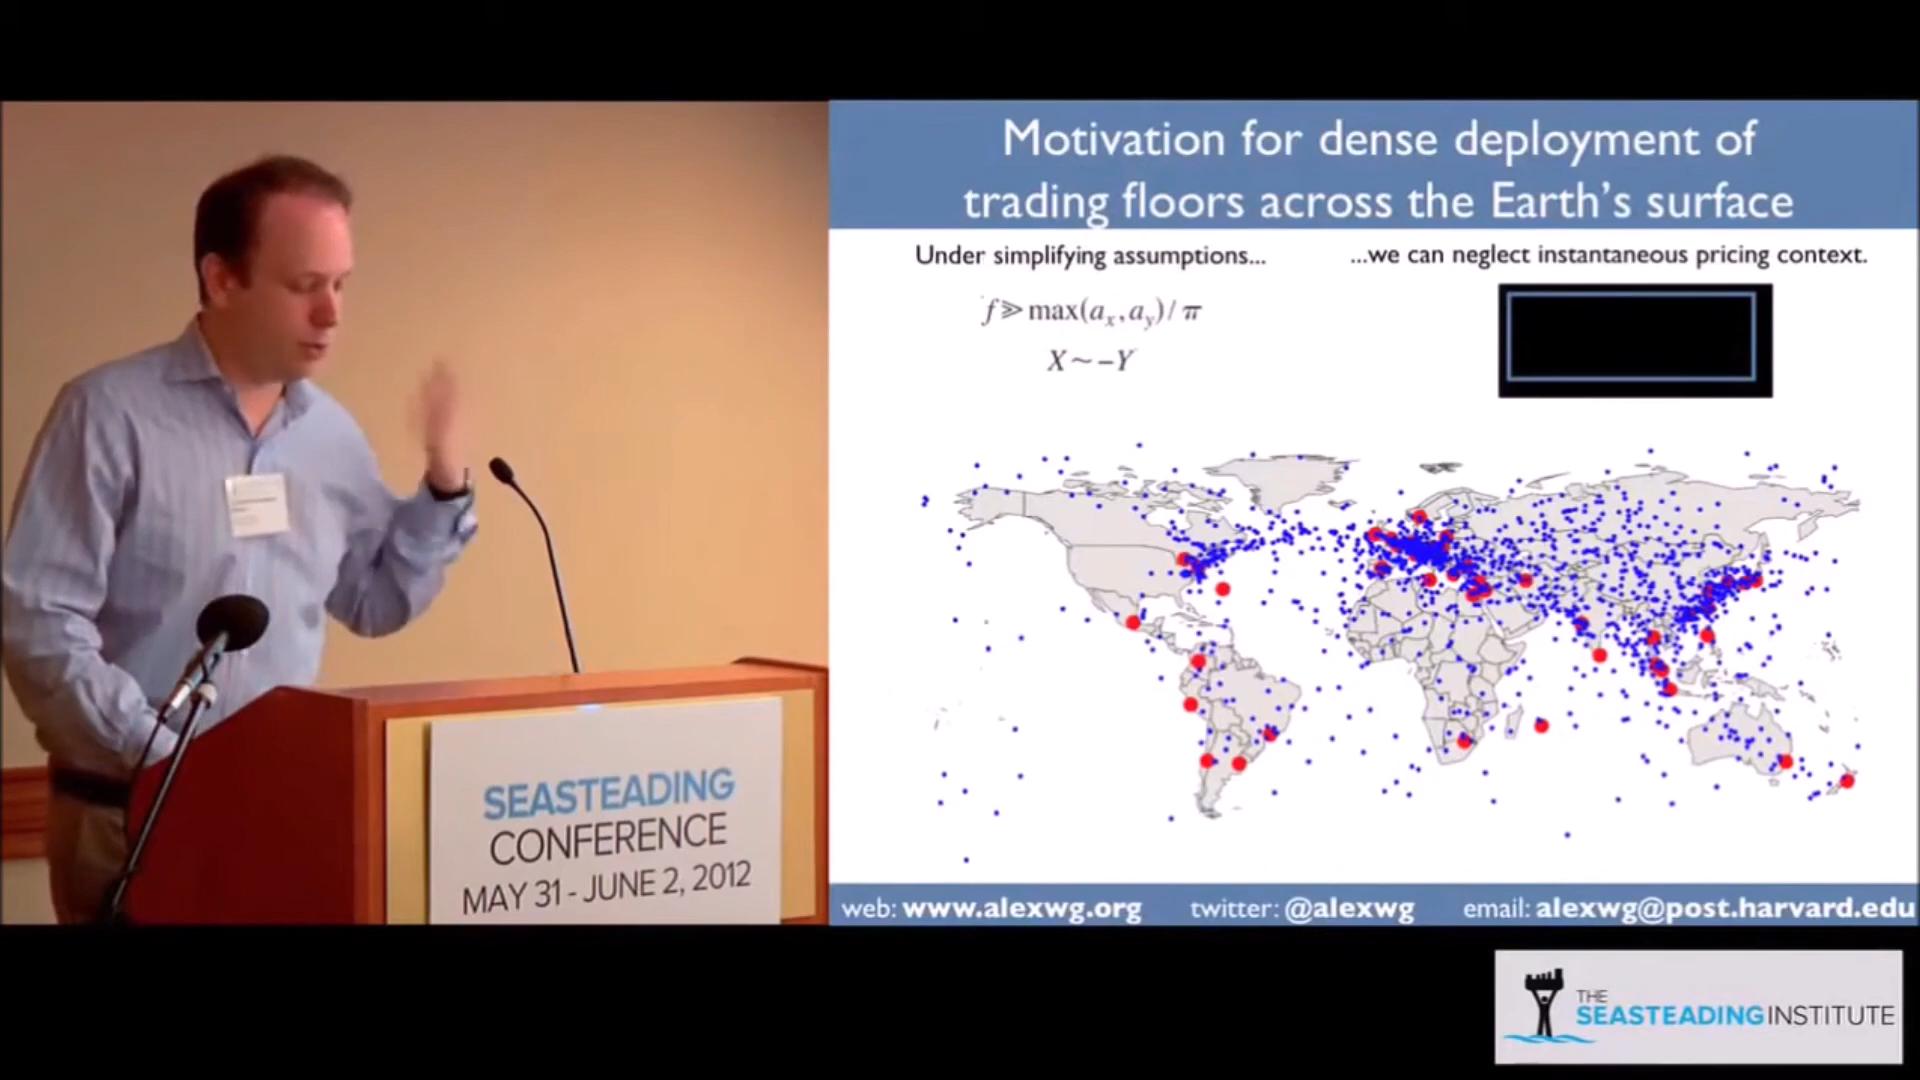 Motivation for dense deployment of
trading floors across the Earth's surface
Under simplifying assumptions...
...we can neglect instantaneous pricing context.
f ⩾ max(aₓ, aᵧ)/ π
X ~ –Y
SEASTEADING
CONFERENCE
MAY 31 - JUNE 2, 2012
web: www.alexwg.org
twitter: @alexwg
email: alexwg@post.harvard.edu
THE
SEASTEADING INSTITUTE